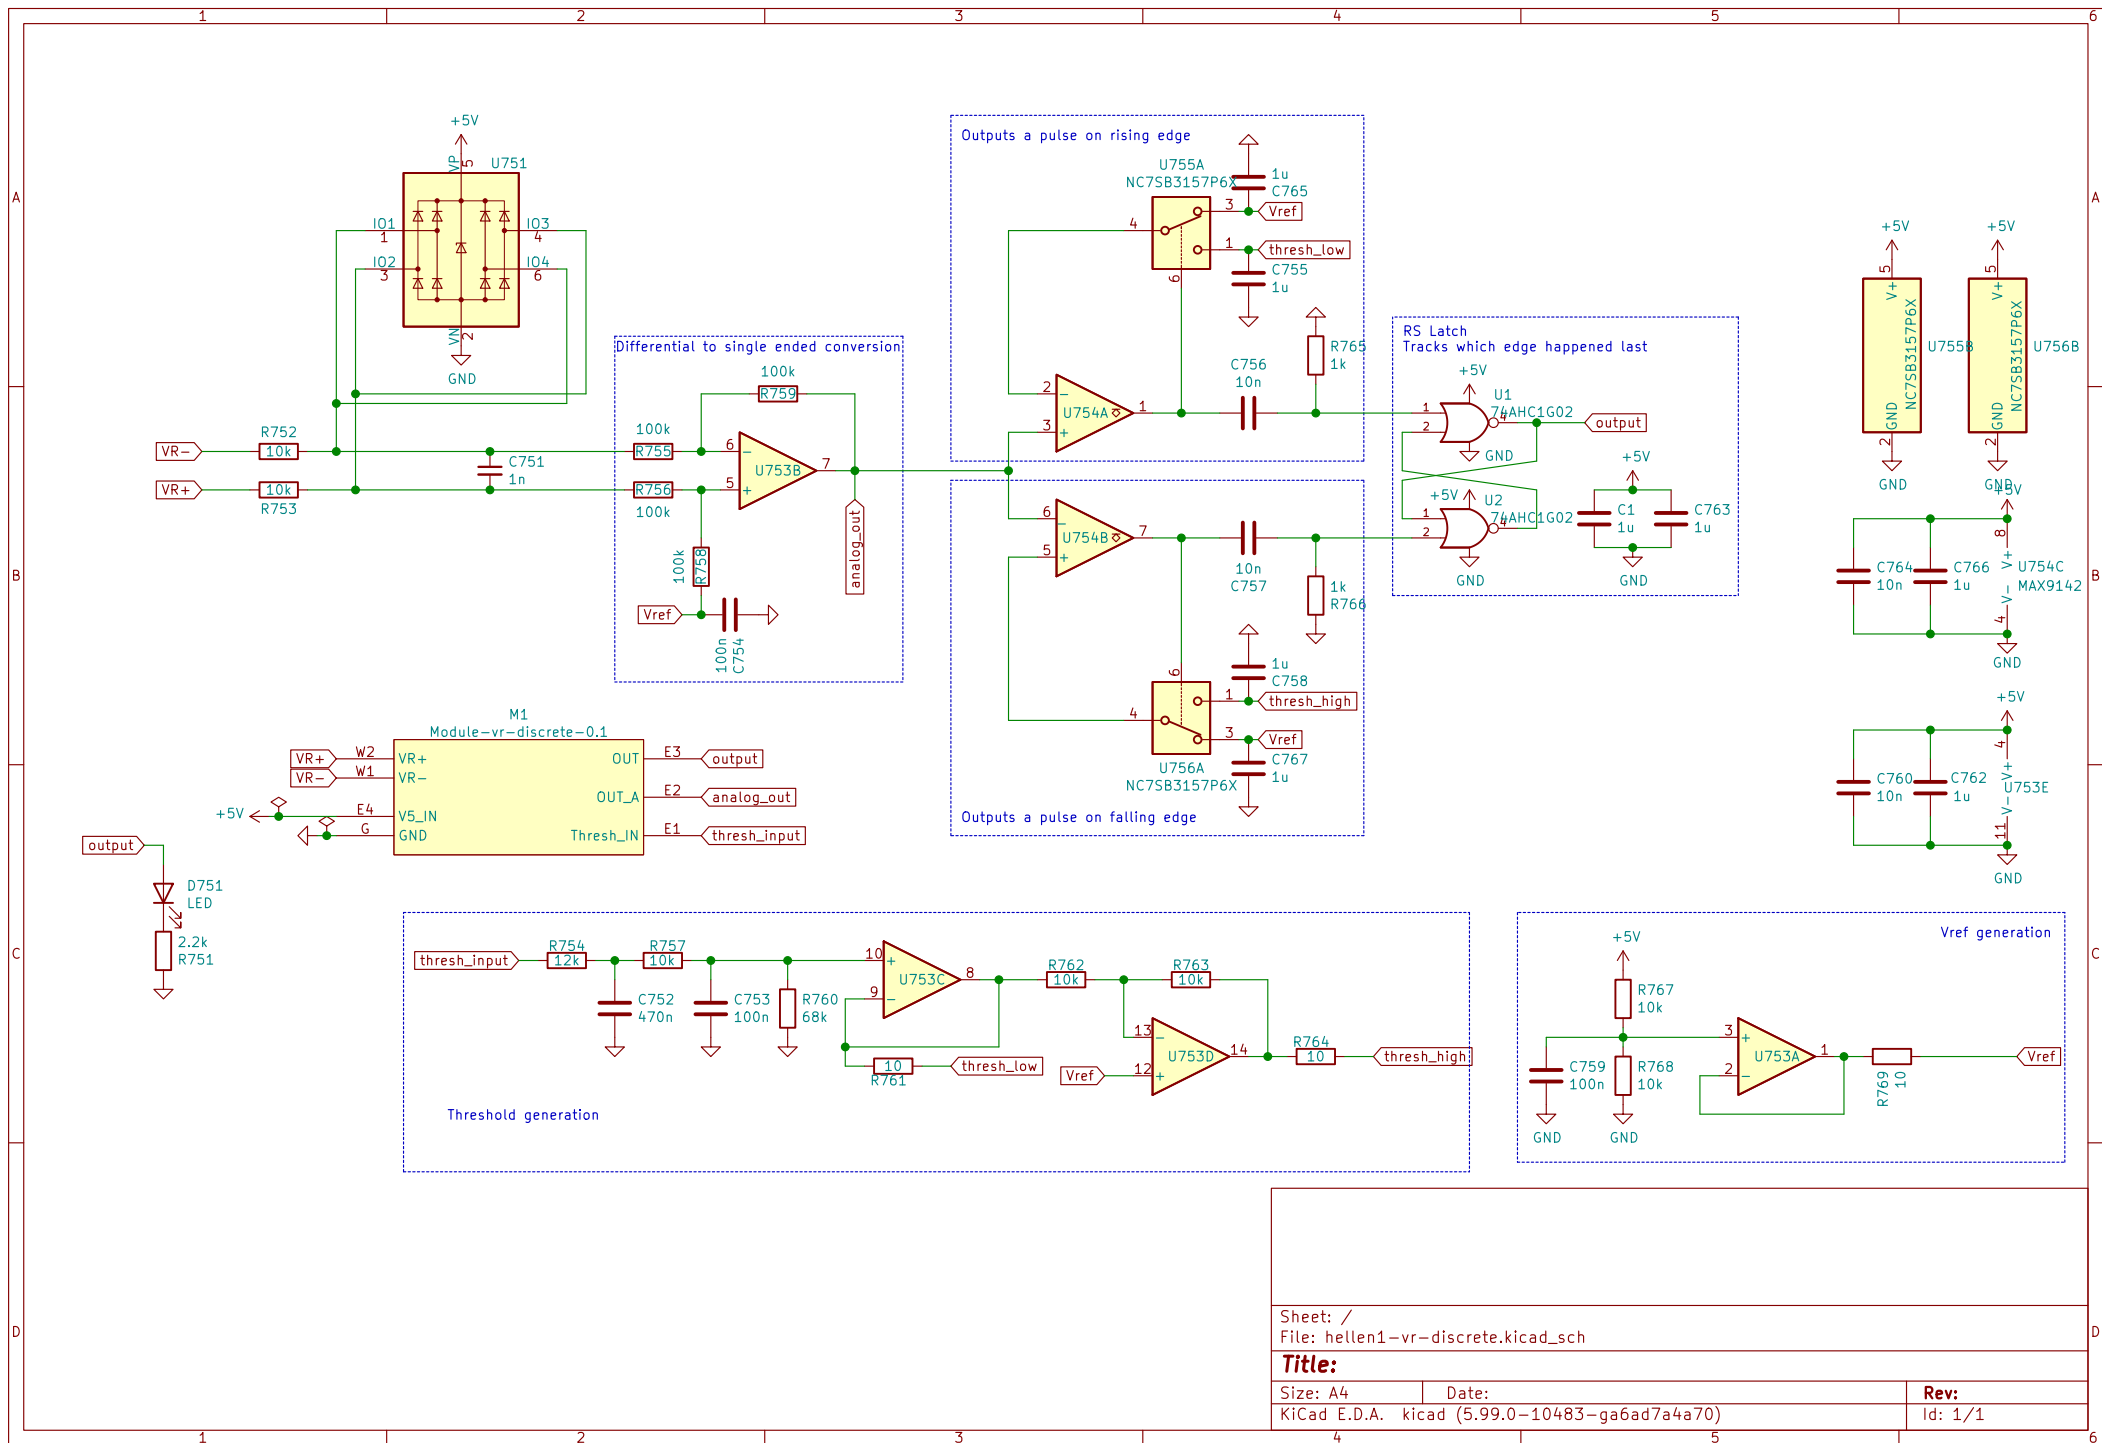 1 2 3 4 5 6
A
B
C
D
+5V
U751
VP
5
IO1
1
IO2
3
IO3
4
IO4
6
VN
2
GND
VR-
R752
10k
VR+
10k
R753
C751
1n
Differential to single ended conversion
100k
R759
100k
R755
R756
100k
6
5
-
+
U753B
7
100k
R758
Vref
100n
C754
analog_out
Outputs a pulse on rising edge
U755A
NC7SB3157P6X
4
3
1
6
1u
C765
Vref
thresh_low
C755
1u
R765
1k
C756
10n
2
3
-
+
U754A
1
6
5
-
+
U754B
7
10n
C757
1k
R766
1u
C758
6
4
1
3
thresh_high
Vref
C767
1u
U756A
NC7SB3157P6X
Outputs a pulse on falling edge
RS Latch
Tracks which edge happened last
+5V
U1
74AHC1G02
1
2
4
GND
output
+5V
U2
74AHC1G02
1
2
4
GND
+5V
C1
1u
C763
1u
GND
+5V
5
V+
NC7SB3157P6X
U755B
GND
2
GND
+5V
5
V+
NC7SB3157P6X
U756B
GND
2
GND
+5V
8
V+
C764
10n
C766
1u
U754C
MAX9142
V-
4
GND
+5V
4
V+
C760
10n
C762
1u
U753E
V-
11
GND
M1
Module-vr-discrete-0.1
VR+
W2
VR+
VR-
W1
VR-
+5V
E4
V5_IN
G
GND
OUT
E3
output
OUT_A
E2
analog_out
Thresh_IN
E1
thresh_input
output
D751
LED
2.2k
R751
thresh_input
R754
12k
R757
10k
C752
470n
C753
100n
R760
68k
10
9
+
-
U753C
8
10
R761
thresh_low
R762
10k
R763
10k
13
12
-
+
U753D
14
Vref
R764
10
thresh_high
Threshold generation
Vref generation
+5V
R767
10k
C759
100n
R768
10k
GND
GND
3
2
+
-
U753A
1
R769
10
Vref
Sheet: /
File: hellen1-vr-discrete.kicad_sch
Title:
Size: A4 Date: Rev:
KiCad E.D.A. kicad (5.99.0-10483-ga6ad7a4a70) Id: 1/1
A
B
C
D
1 2 3 4 5 6